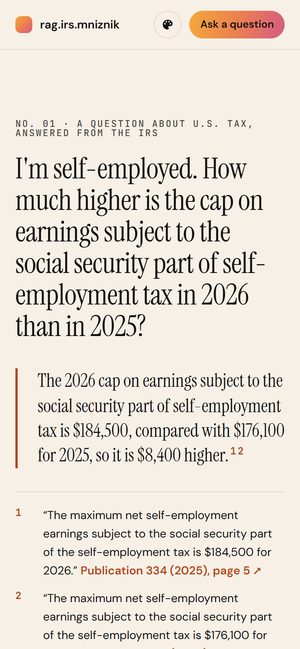 rag.irs.mniznik
Ask a question
NO. 01 · A QUESTION ABOUT U.S. TAX,
ANSWERED FROM THE IRS
I'm self-employed. How
much higher is the cap on
earnings subject to the
social security part of self-
employment tax in 2026
than in 2025?
The 2026 cap on earnings subject to the
social security part of self-employment
tax is $184,500, compared with $176,100
for 2025, so it is $8,400 higher.1 2
1
“The maximum net self-employment
earnings subject to the social security part
of the self-employment tax is $184,500 for
2026.” Publication 334 (2025), page 5 ↗
2
“The maximum net self-employment
earnings subject to the social security part
of the self-employment tax is $176,100 for